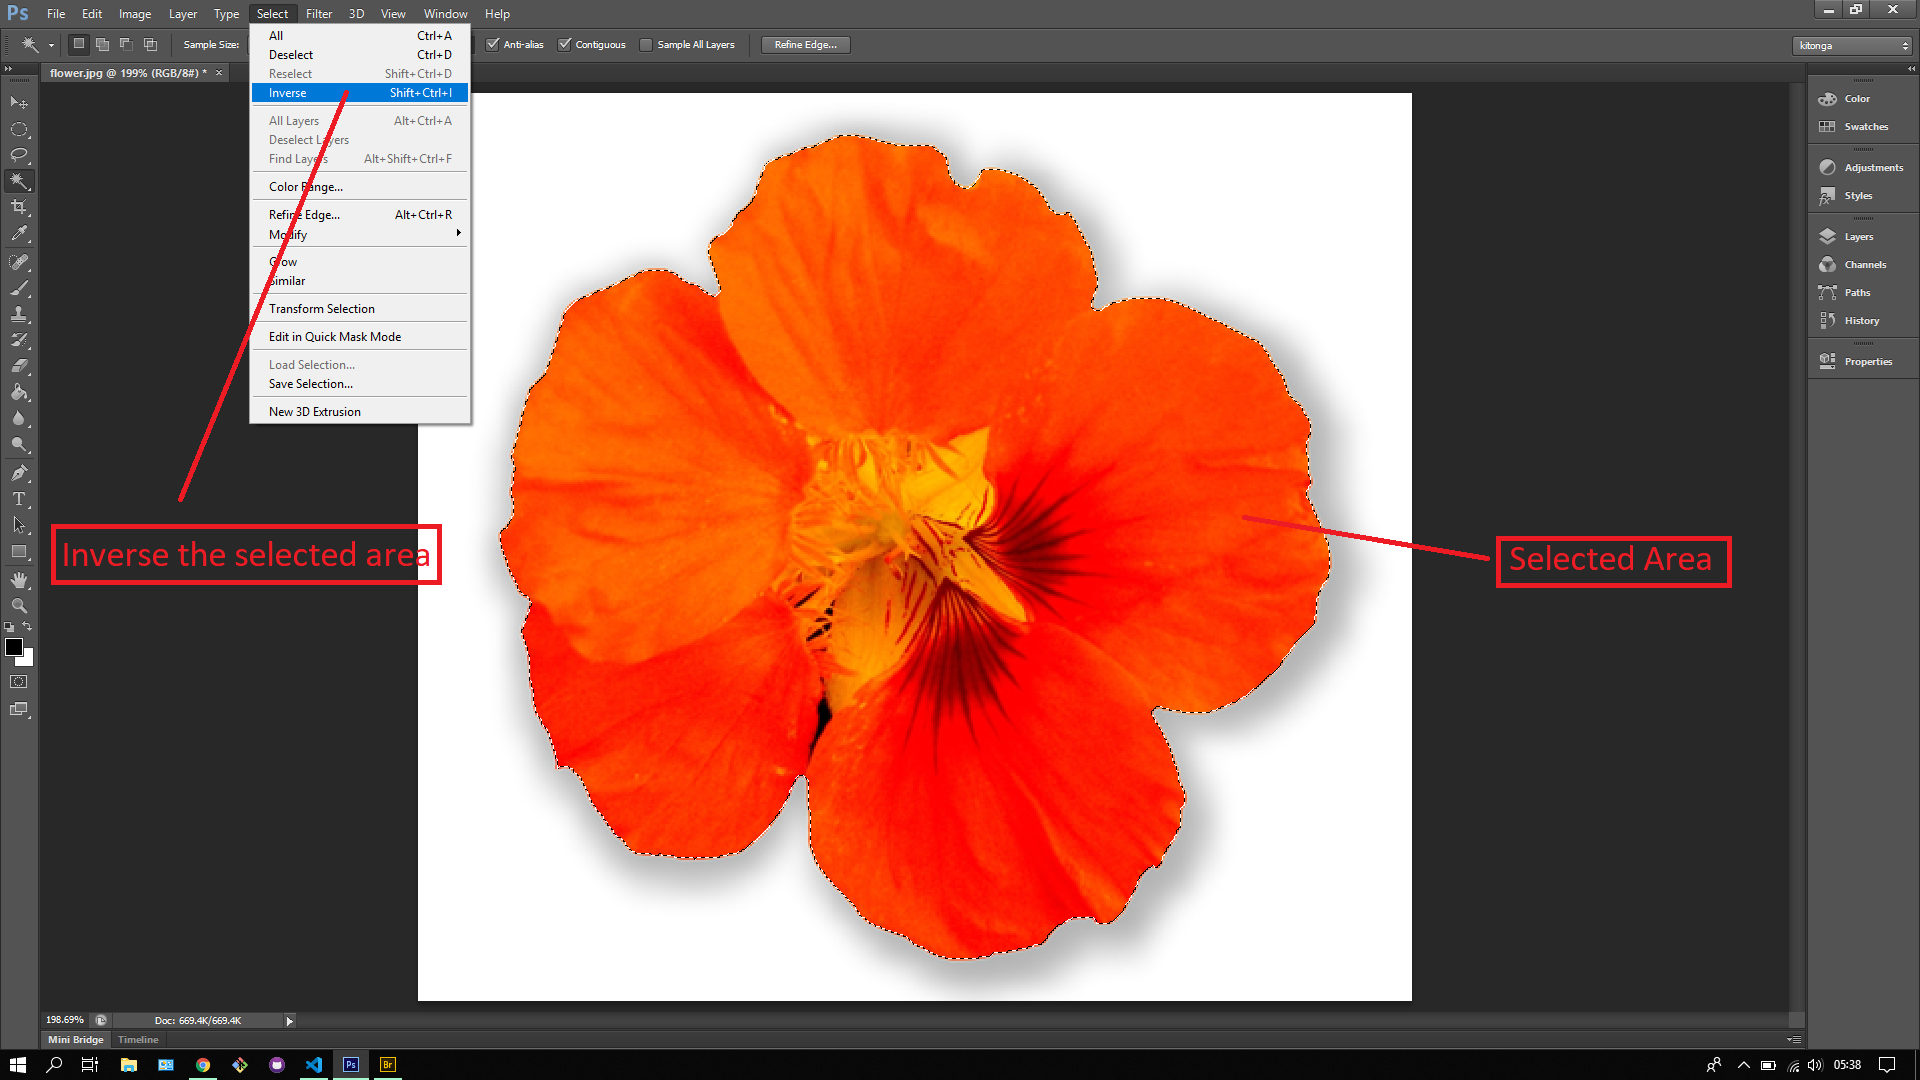 Ps File Edit Image Layer Type Select Filter 3D View Window Help
Sample Size: Anti-alias Contiguous Sample All Layers Refine Edge... kitonga
flower.jpg @ 199% (RGB/8#) * ×
All Ctrl+A
Deselect Ctrl+D
Reselect Shift+Ctrl+D
Inverse Shift+Ctrl+I
All Layers Alt+Ctrl+A
Deselect Layers
Find Layers Alt+Shift+Ctrl+F
Color Range...
Refine Edge... Alt+Ctrl+R
Modify
Grow
Similar
Transform Selection
Edit in Quick Mask Mode
Load Selection...
Save Selection...
New 3D Extrusion
Color
Swatches
Adjustments
Styles
Layers
Channels
Paths
History
Properties
Inverse the selected area
Selected Area
198.69% Doc: 669.4K/669.4K
Mini Bridge Timeline
Ps Br 05:38